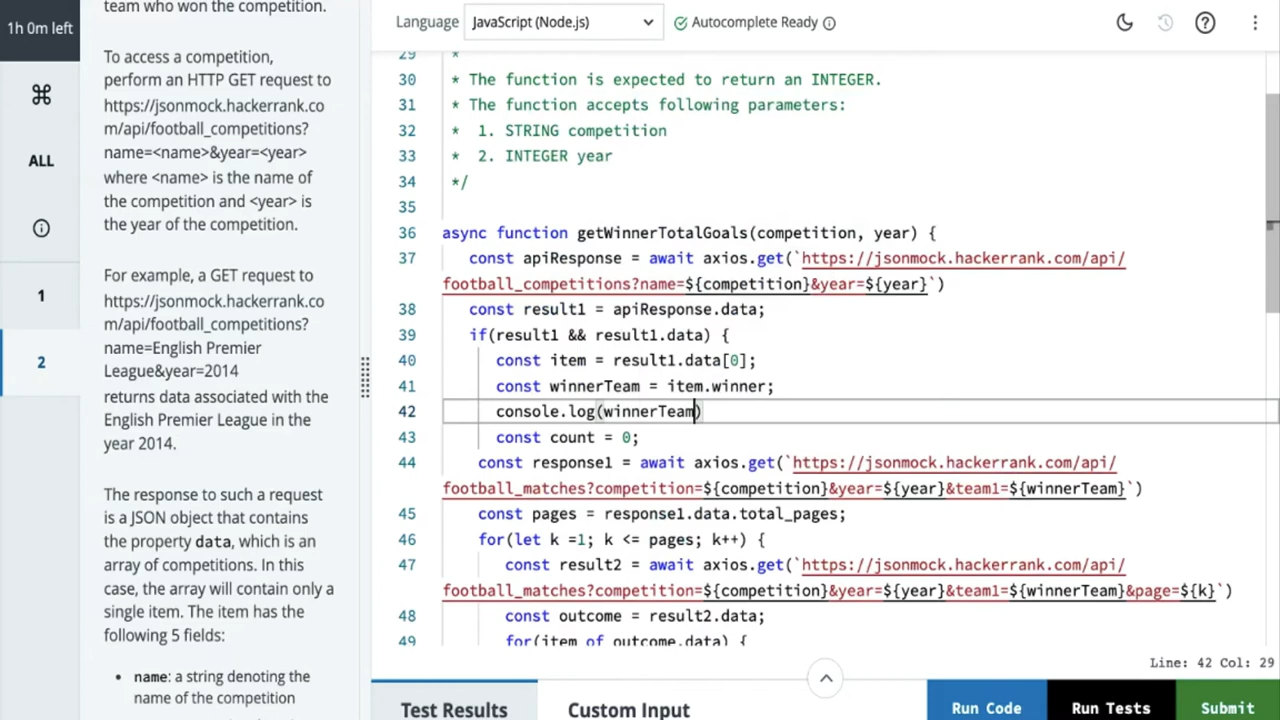 1h 0m left
ALL
1
2
team who won the competition.
To access a competition,
perform an HTTP GET request to
https://jsonmock.hackerrank.co
m/api/football_competitions?
name=<name>&year=<year>
where <name> is the name of
the competition and <year> is
the year of the competition.
For example, a GET request to
https://jsonmock.hackerrank.co
m/api/football_competitions?
name=English Premier
League&year=2014
returns data associated with the
English Premier League in the
year 2014.
The response to such a request
is a JSON object that contains
the property data, which is an
array of competitions. In this
case, the array will contain only a
single item. The item has the
following 5 fields:
• name: a string denoting the
name of the competition
Language JavaScript (Node.js) Autocomplete Ready
29 *
30 * The function is expected to return an INTEGER.
31 * The function accepts following parameters:
32 * 1. STRING competition
33 * 2. INTEGER year
34 */
35
36 async function getWinnerTotalGoals(competition, year) {
37 const apiResponse = await axios.get(`https://jsonmock.hackerrank.com/api/
football_competitions?name=${competition}&year=${year}`)
38 const result1 = apiResponse.data;
39 if(result1 && result1.data) {
40 const item = result1.data[0];
41 const winnerTeam = item.winner;
42 console.log(winnerTeam)
43 const count = 0;
44 const response1 = await axios.get(`https://jsonmock.hackerrank.com/api/
football_matches?competition=${competition}&year=${year}&team1=${winnerTeam}`)
45 const pages = response1.data.total_pages;
46 for(let k =1; k <= pages; k++) {
47 const result2 = await axios.get(`https://jsonmock.hackerrank.com/api/
football_matches?competition=${competition}&year=${year}&team1=${winnerTeam}&page=${k}`)
48 const outcome = result2.data;
49 for(item of outcome.data) {
Line: 42 Col: 29
Test Results Custom Input Run Code Run Tests Submit